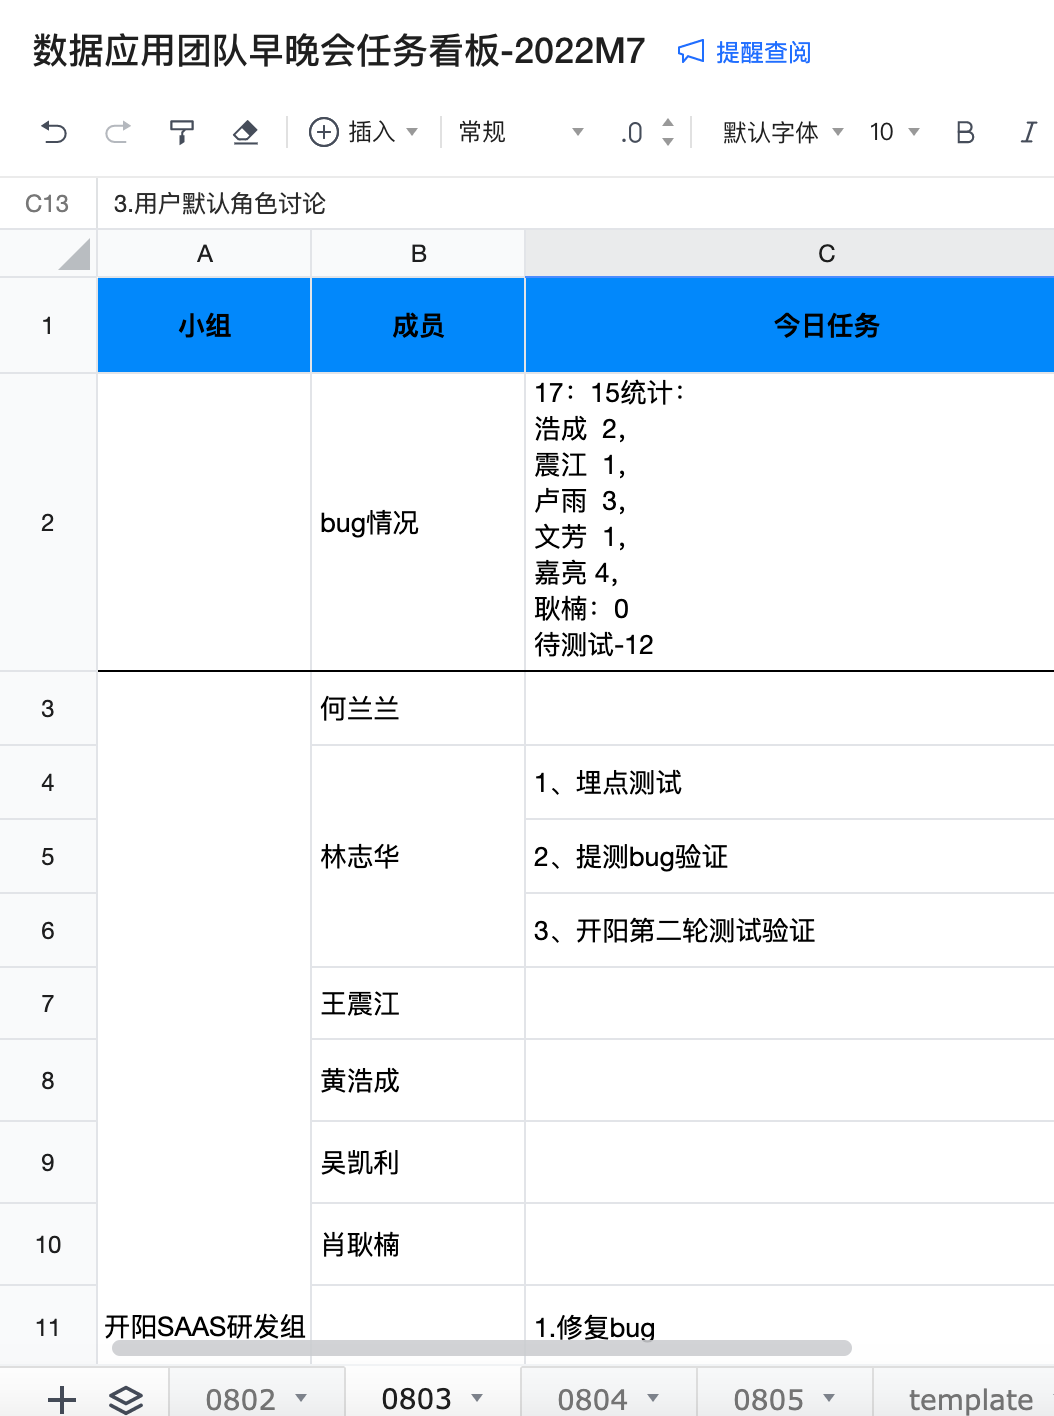 数据应用团队早晚会任务看板-2022M7 提醒查阅
插入 常规 .0 默认字体 10 B I
C13 3.用户默认角色讨论
A B C
1 小组 成员 今日任务
2 bug情况
17：15统计：
浩成 2,
震江 1,
卢雨 3,
文芳 1,
嘉亮 4,
耿楠：0
待测试-12
3 何兰兰
4 1、埋点测试
5 林志华 2、提测bug验证
6 3、开阳第二轮测试验证
7 王震江
8 黄浩成
9 吴凯利
10 肖耿楠
11 开阳SAAS研发组 1.修复bug
0802 0803 0804 0805 template